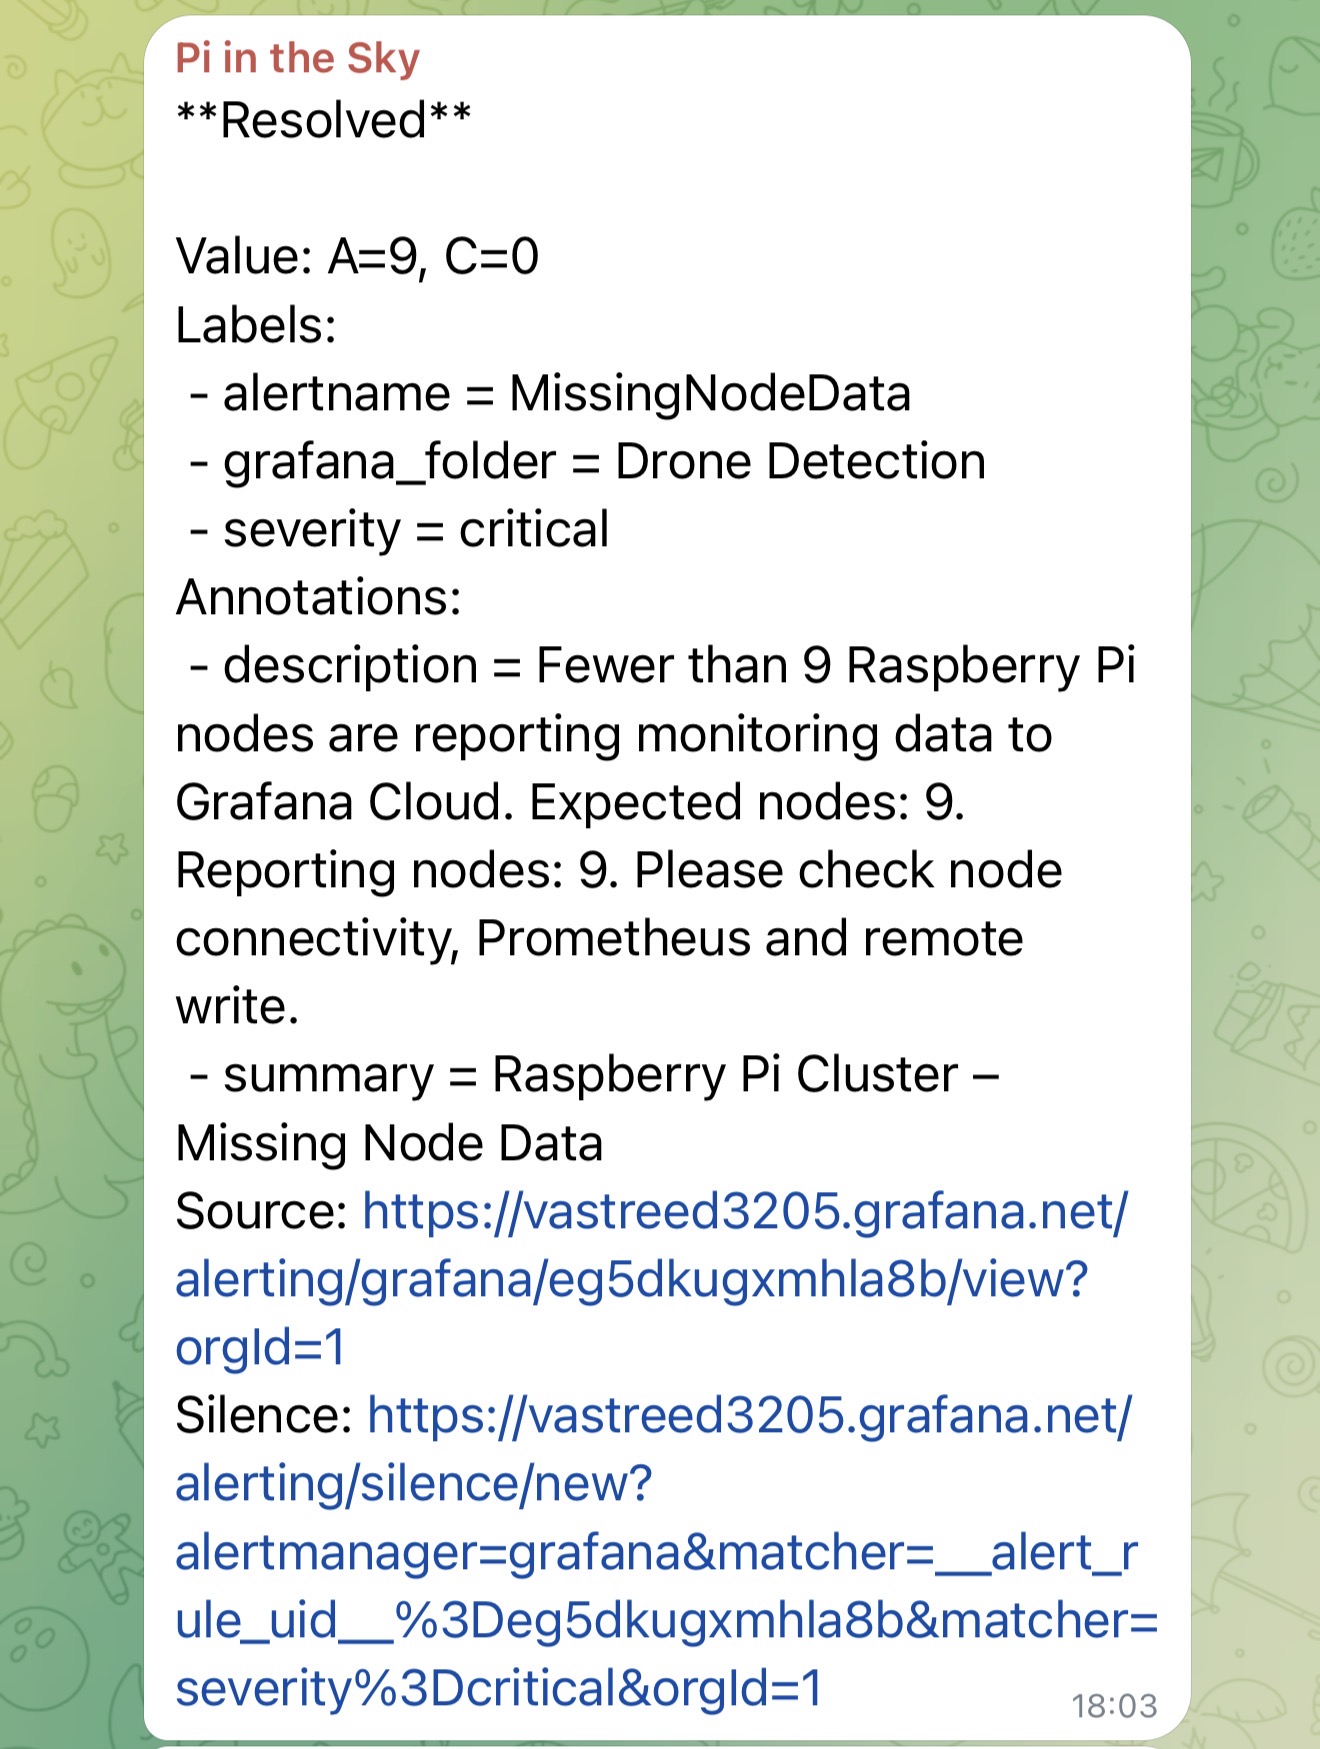 Pi in the Sky
**Resolved**
Value: A=9, C=0
Labels:
- alertname = MissingNodeData
- grafana_folder = Drone Detection
- severity = critical
Annotations:
- description = Fewer than 9 Raspberry Pi
nodes are reporting monitoring data to
Grafana Cloud. Expected nodes: 9.
Reporting nodes: 9. Please check node
connectivity, Prometheus and remote
write.
- summary = Raspberry Pi Cluster –
Missing Node Data
Source: https://vastreed3205.grafana.net/
alerting/grafana/eg5dkugxmhla8b/view?
orgId=1
Silence: https://vastreed3205.grafana.net/
alerting/silence/new?
alertmanager=grafana&matcher=__alert_r
ule_uid__%3Deg5dkugxmhla8b&matcher=
severity%3Dcritical&orgId=1
18:03